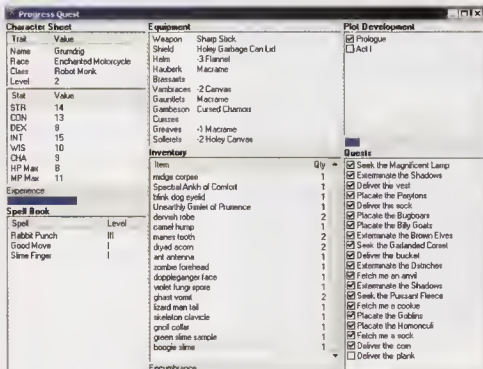 Progress Quest
Character Sheet
Trait Value
Name Grundrig
Race Enchanted Motorcycle
Class Robot Monk
Level 2
Stat Value
STR 14
CON 13
DEX 9
INT 15
WIS 10
CHA 9
HP Max 8
MP Max 11
Experience
Spell Book
Spell Level
Rabbit Punch III
Good Move I
Slime Finger I
Equipment
Weapon Sharp Stick
Shield Holey Garbage Can Lid
Helm -3 Flannel
Hauberk Macrame
Brassairts
Vambraces -2 Canvas
Gauntlets Macrame
Gambeson Cursed Chamois
Cuisses
Greaves -1 Macrame
Sollerets -2 Holey Canvas
Inventory
Item Qty
midge corpse 1
Spectral Ankh of Comfort 1
blink dog eyelid 1
Unearthly Gimlet of Prurience 1
dervish robe 2
camel hump 1
manes tooth 2
dryad acorn 2
ant antenna 1
zombie forehead 1
doppleganger face 1
violet fungi spore 1
ghast vomit 2
lizard man tail 1
skeleton clavicle 1
gnoll collar 1
green slime sample 1
boogie slime 1
Encumbrance
Plot Development
Prologue
Act I
Quests
Seek the Magnificent Lamp
Exterminate the Shadows
Deliver the vest
Placate the Perytons
Deliver the sock
Placate the Bugboars
Placate the Billy Goats
Exterminate the Brown Elves
Seek the Garlanded Corset
Deliver the bucket
Exterminate the Ostriches
Fetch me an anvil
Exterminate the Shadows
Seek the Puissant Fleece
Fetch me a cookie
Placate the Goblins
Placate the Homonculi
Fetch me a sock
Deliver the coin
Deliver the plank